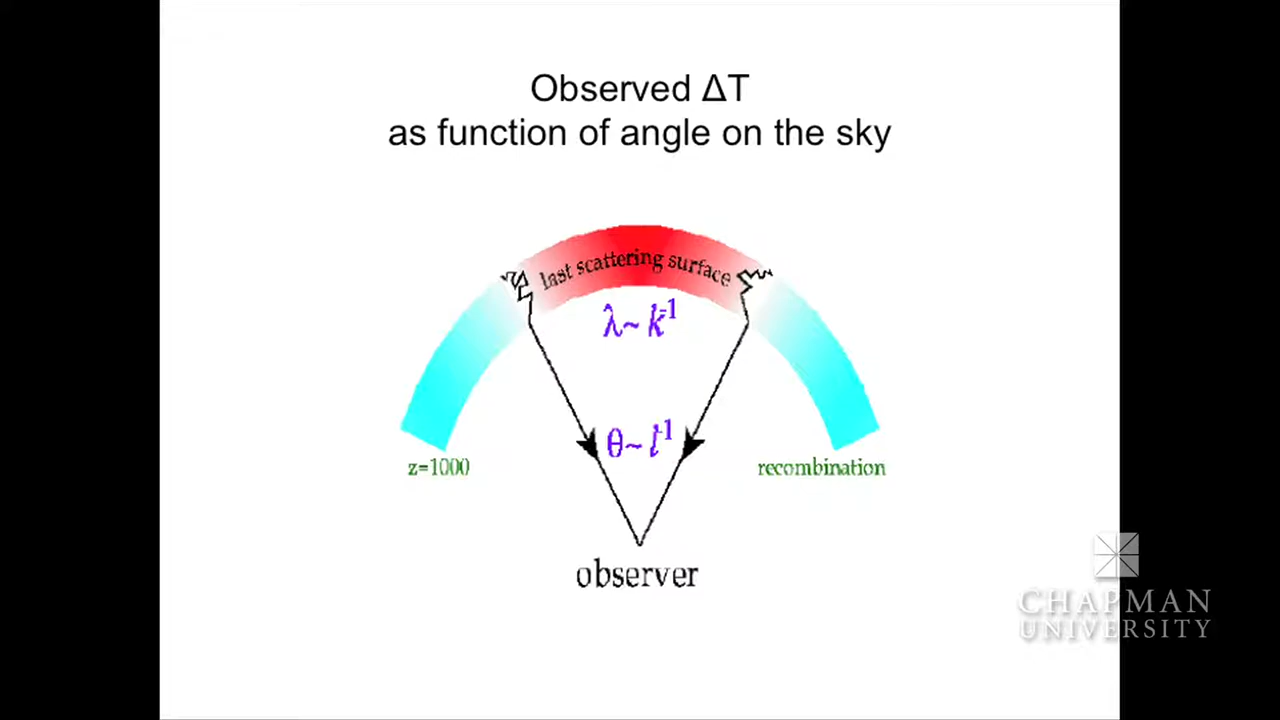 Observed ΔT
as function of angle on the sky
last scattering surface
λ~ k⁻¹
θ~ l⁻¹
z=1000
recombination
observer
CHAPMAN
UNIVERSITY